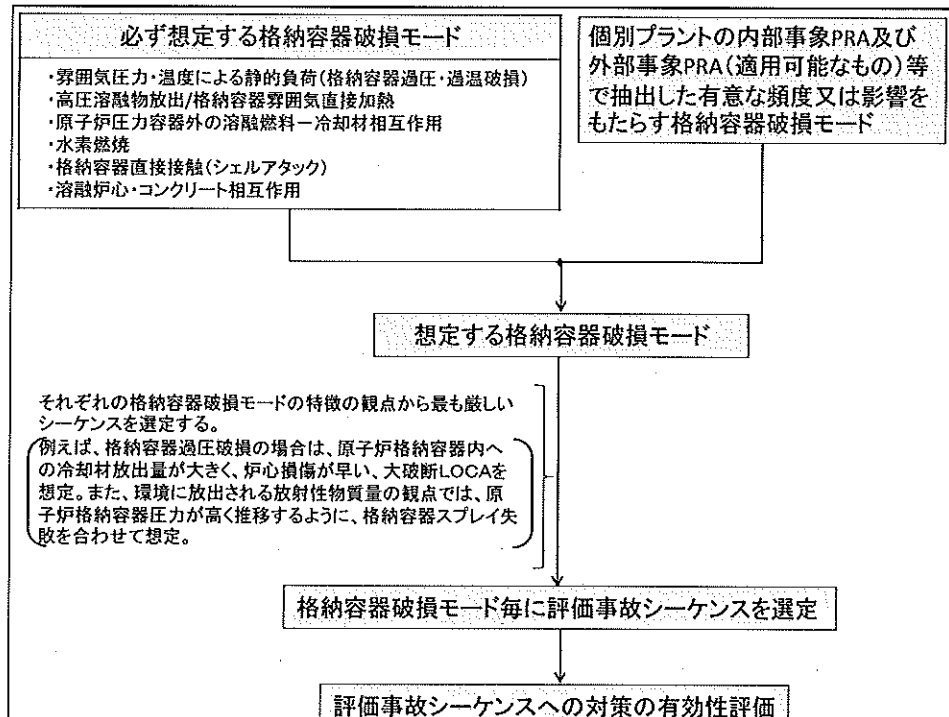 必ず想定する格納容器破損モード
・雰囲気圧力・温度による静的負荷(格納容器過圧・過温破損)
・高圧溶融物放出/格納容器雰囲気直接加熱
・原子炉圧力容器外の溶融燃料－冷却材相互作用
・水素燃焼
・格納容器直接接触(シェルアタック)
・溶融炉心・コンクリート相互作用
個別プラントの内部事象PRA及び
外部事象PRA(適用可能なもの)等
で抽出した有意な頻度又は影響を
もたらす格納容器破損モード
想定する格納容器破損モード
それぞれの格納容器破損モードの特徴の観点から最も厳しい
シーケンスを選定する。
例えば、格納容器過圧破損の場合は、原子炉格納容器内へ
の冷却材放出量が大きく、炉心損傷が早い、大破断LOCAを
想定。また、環境に放出される放射性物質量の観点では、原
子炉格納容器圧力が高く推移するように、格納容器スプレイ失
敗を合わせて想定。
格納容器破損モード毎に評価事故シーケンスを選定
評価事故シーケンスへの対策の有効性評価